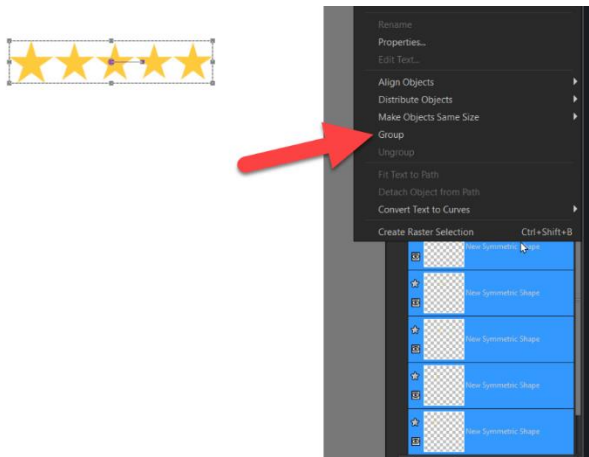 Rename
Properties...
Edit Text...
Align Objects
Distribute Objects
Make Objects Same Size
Group
Ungroup
Fit Text to Path
Detach Object from Path
Convert Text to Curves
Create Raster Selection Ctrl+Shift+B
New Symmetric Shape
New Symmetric Shape
New Symmetric Shape
New Symmetric Shape
New Symmetric Shape